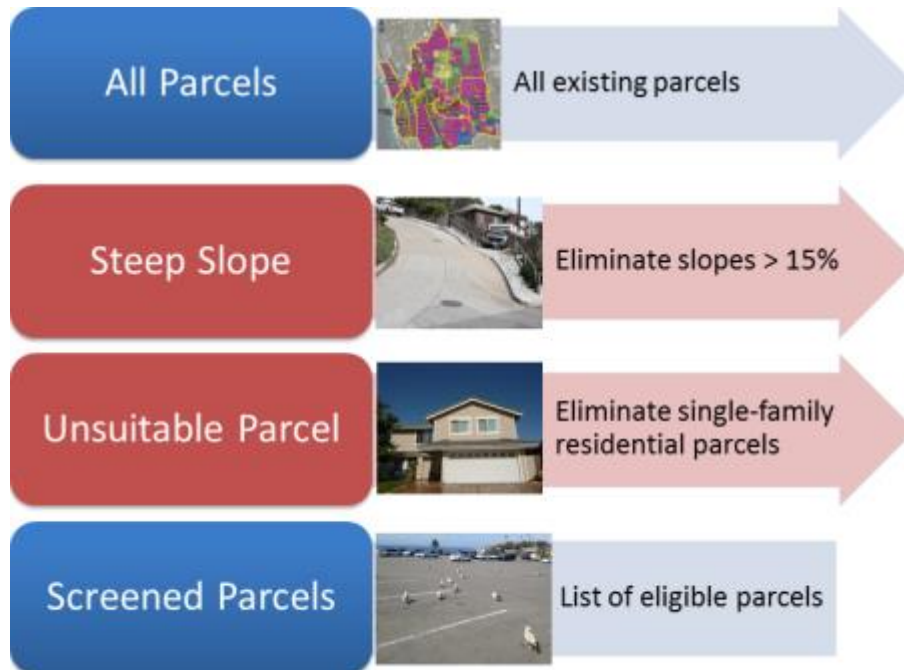 All Parcels
All existing parcels
Steep Slope
Eliminate slopes > 15%
Unsuitable Parcel
Eliminate single-family
residential parcels
Screened Parcels
List of eligible parcels